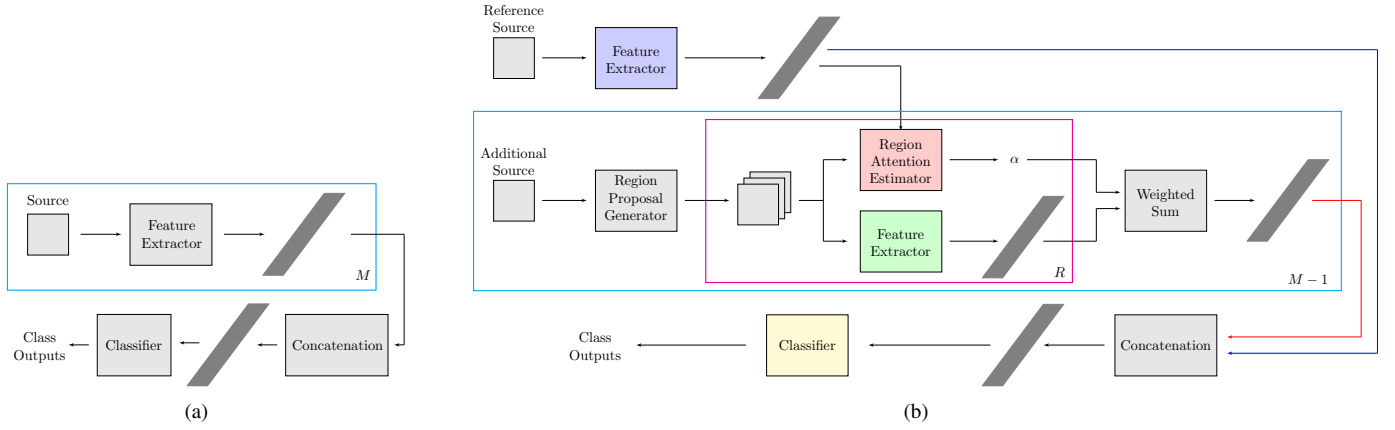 Source
Feature
Extractor
M
Class
Outputs
Classifier
Concatenation
(a)
Reference
Source
Feature
Extractor
Additional
Source
Region
Proposal
Generator
Region
Attention
Estimator
α
Feature
Extractor
R
Weighted
Sum
M − 1
Class
Outputs
Classifier
Concatenation
(b)